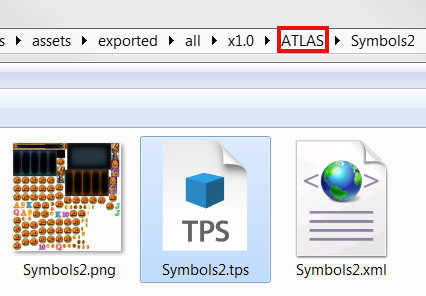 s ▸ assets ▸ exported ▸ all ▸ x1.0 ▸ ATLAS ▸ Symbols2
TPS
Symbols2.png Symbols2.tps Symbols2.xml